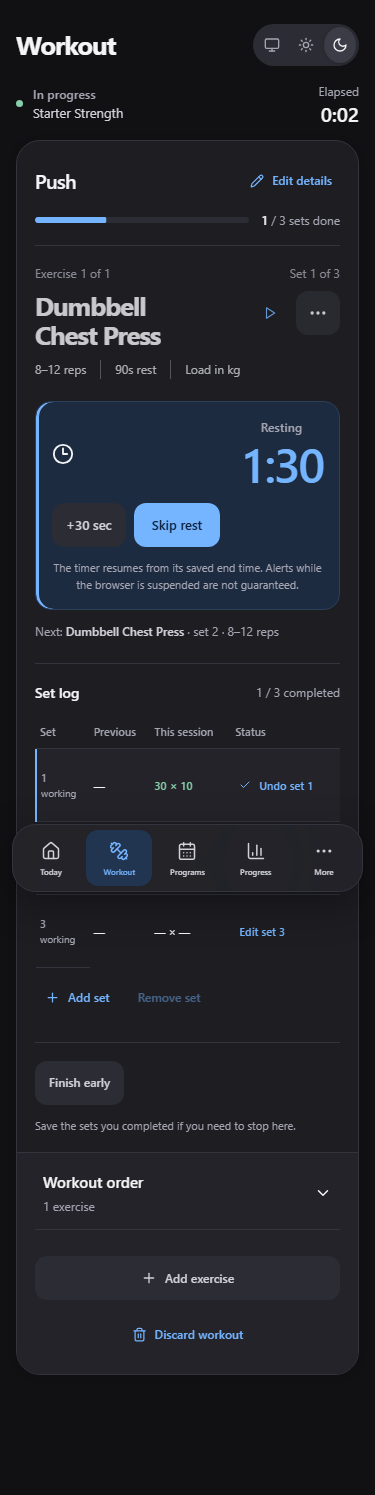 Workout
In progress
Starter Strength
Elapsed
0:02
Push
Edit details
1 / 3 sets done
Exercise 1 of 1
Set 1 of 3
Dumbbell
Chest Press
8–12 reps
90s rest
Load in kg
Resting
1:30
+30 sec
Skip rest
The timer resumes from its saved end time. Alerts while
the browser is suspended are not guaranteed.
Next: Dumbbell Chest Press · set 2 · 8–12 reps
Set log
1 / 3 completed
Set Previous This session Status
1
working
—
30 × 10
Undo set 1
Today
Workout
Programs
Progress
More
3
working
—
— × —
Edit set 3
Add set
Remove set
Finish early
Save the sets you completed if you need to stop here.
Workout order
1 exercise
Add exercise
Discard workout